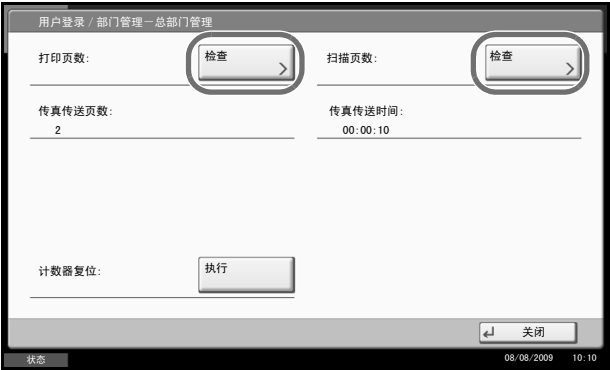 用户登录 / 部门管理－总部门管理
打印页数: 检查 扫描页数: 检查
传真传送页数: 传真传送时间:
2 00:00:10
计数器复位: 执行
关闭
状态 08/08/2009 10:10